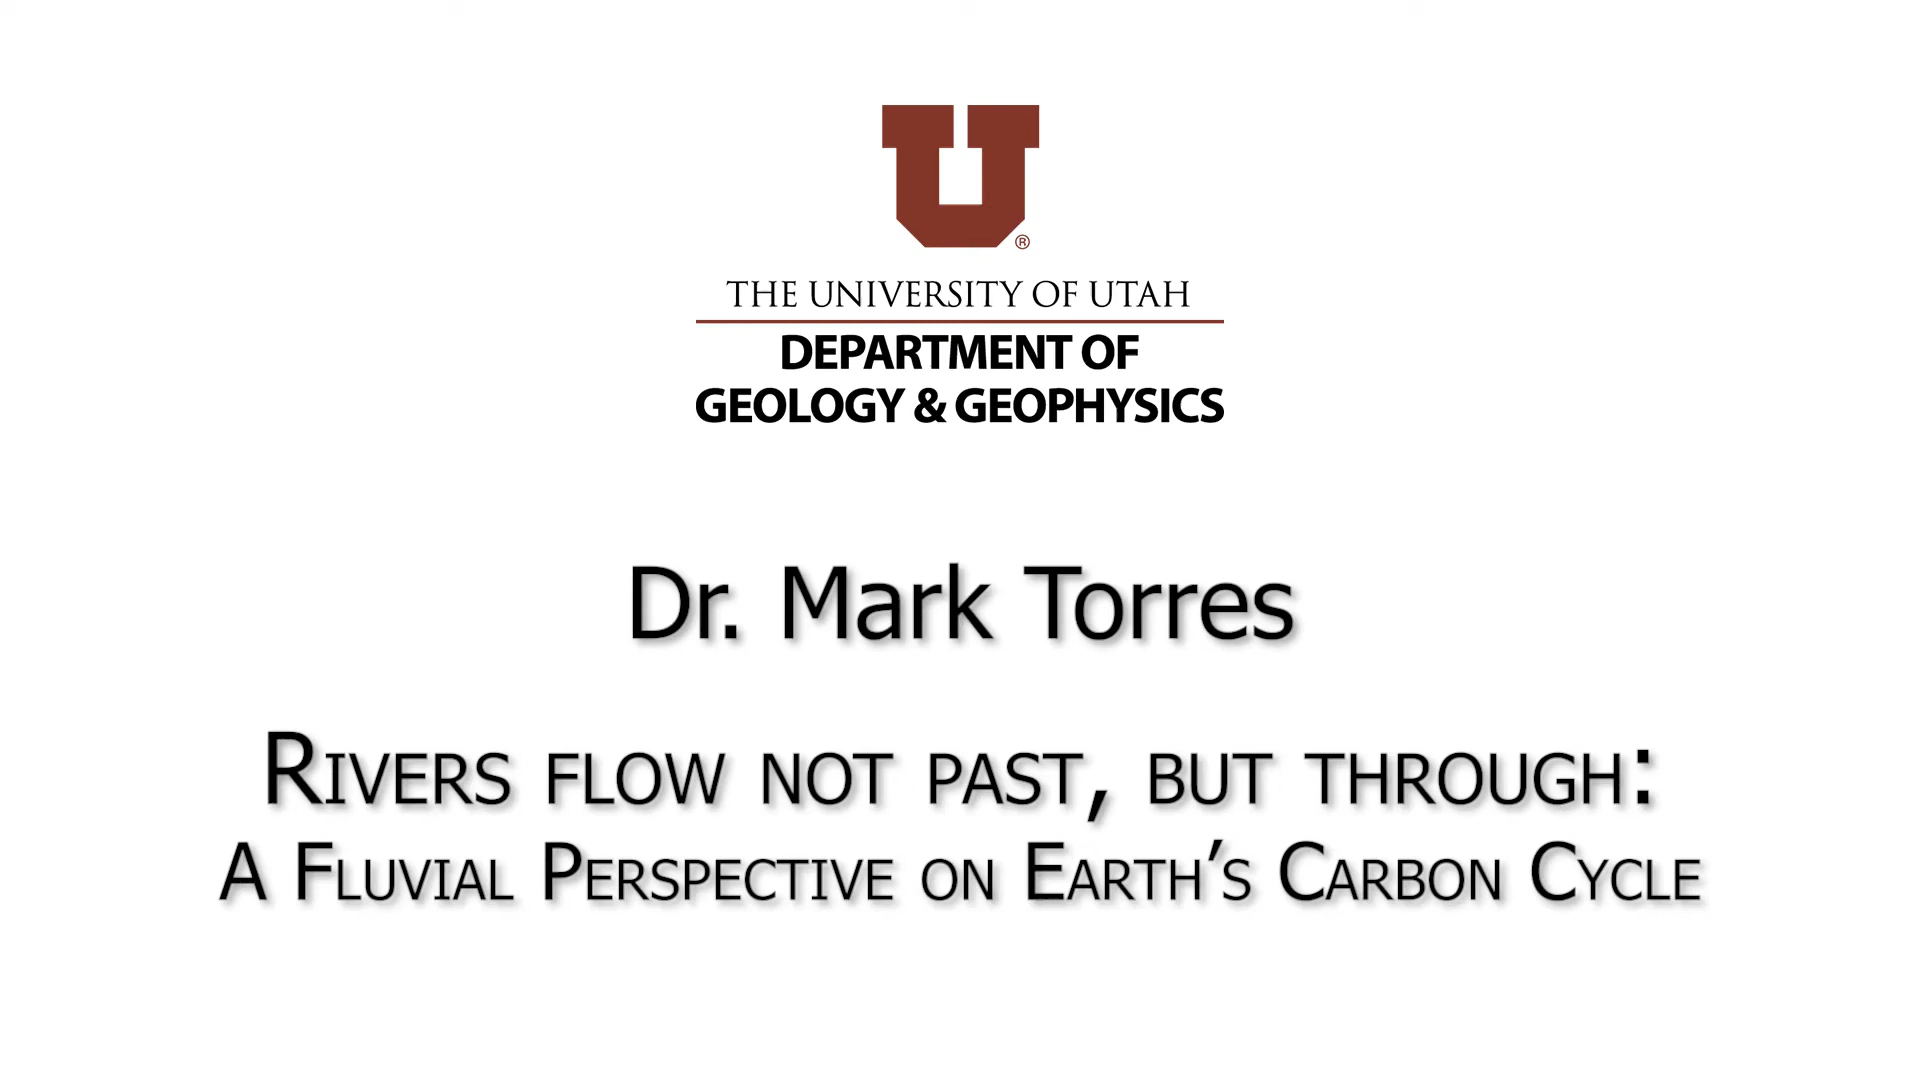 U®
THE UNIVERSITY OF UTAH
DEPARTMENT OF
GEOLOGY & GEOPHYSICS
Dr. Mark Torres
Rivers flow not past, but through:
A Fluvial Perspective on Earth’s Carbon Cycle